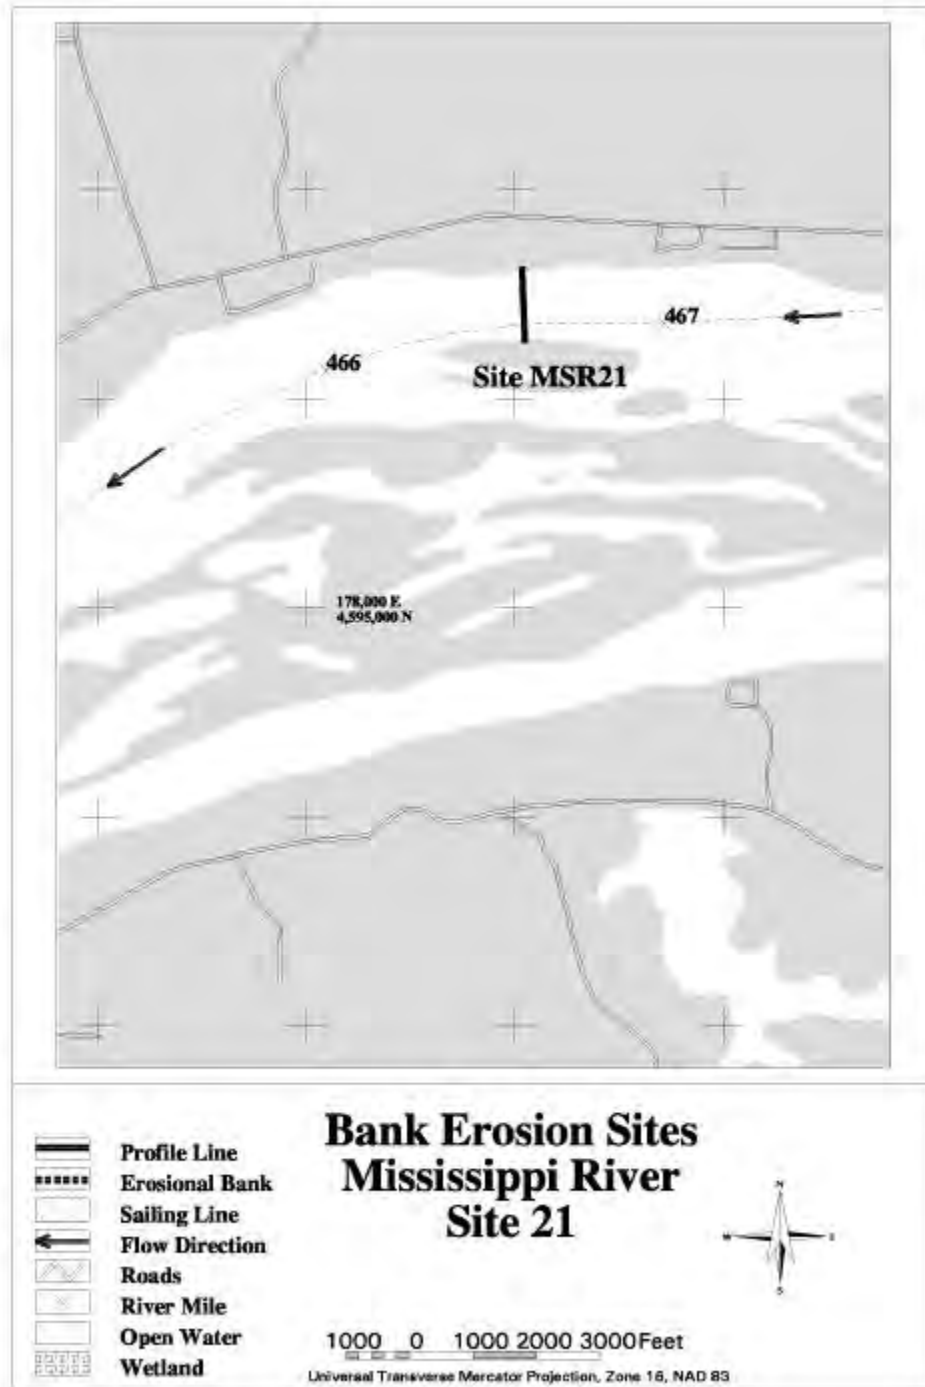 467
466
Site MSR21
178,000 E
4,595,000 N
Bank Erosion Sites
Mississippi River
Site 21
Profile Line
Erosional Bank
Sailing Line
Flow Direction
Roads
River Mile
Open Water
Wetland
N
W E
S
1000 0 1000 2000 3000 Feet
Universal Transverse Mercator Projection, Zone 16, NAD 83